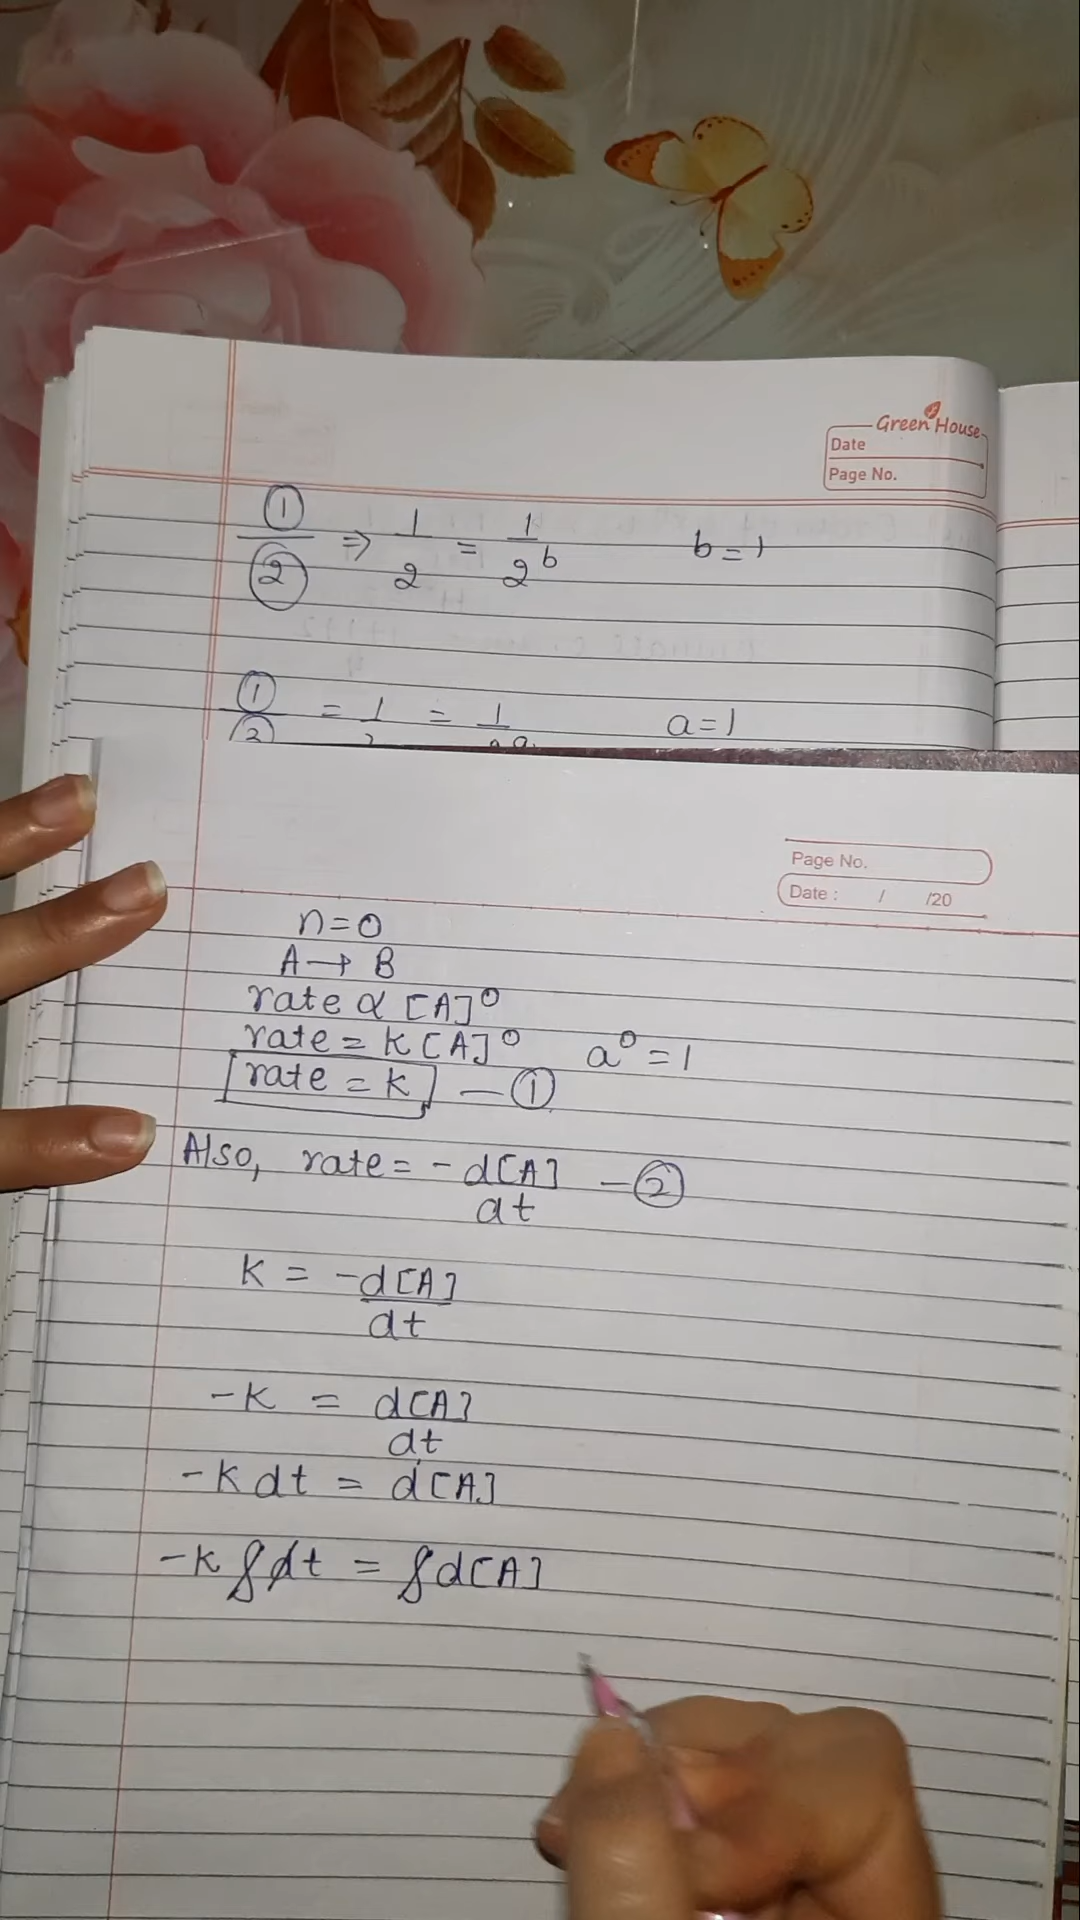 Green House
Date
Page No.
① / ② ⇒ 1/2 = 1/2^b b = 1
① / ② = 1/2 = 1/2^a a = 1
Page No.
Date : / /20
n = 0
A → B
rate ∝ [A]⁰
rate = K[A]⁰ a⁰ = 1
rate = K — ①
Also, rate = -d[A]/dt — ②
K = -d[A]/dt
-K = d[A]/dt
-K dt = d[A]
-K ∫dt = ∫d[A]